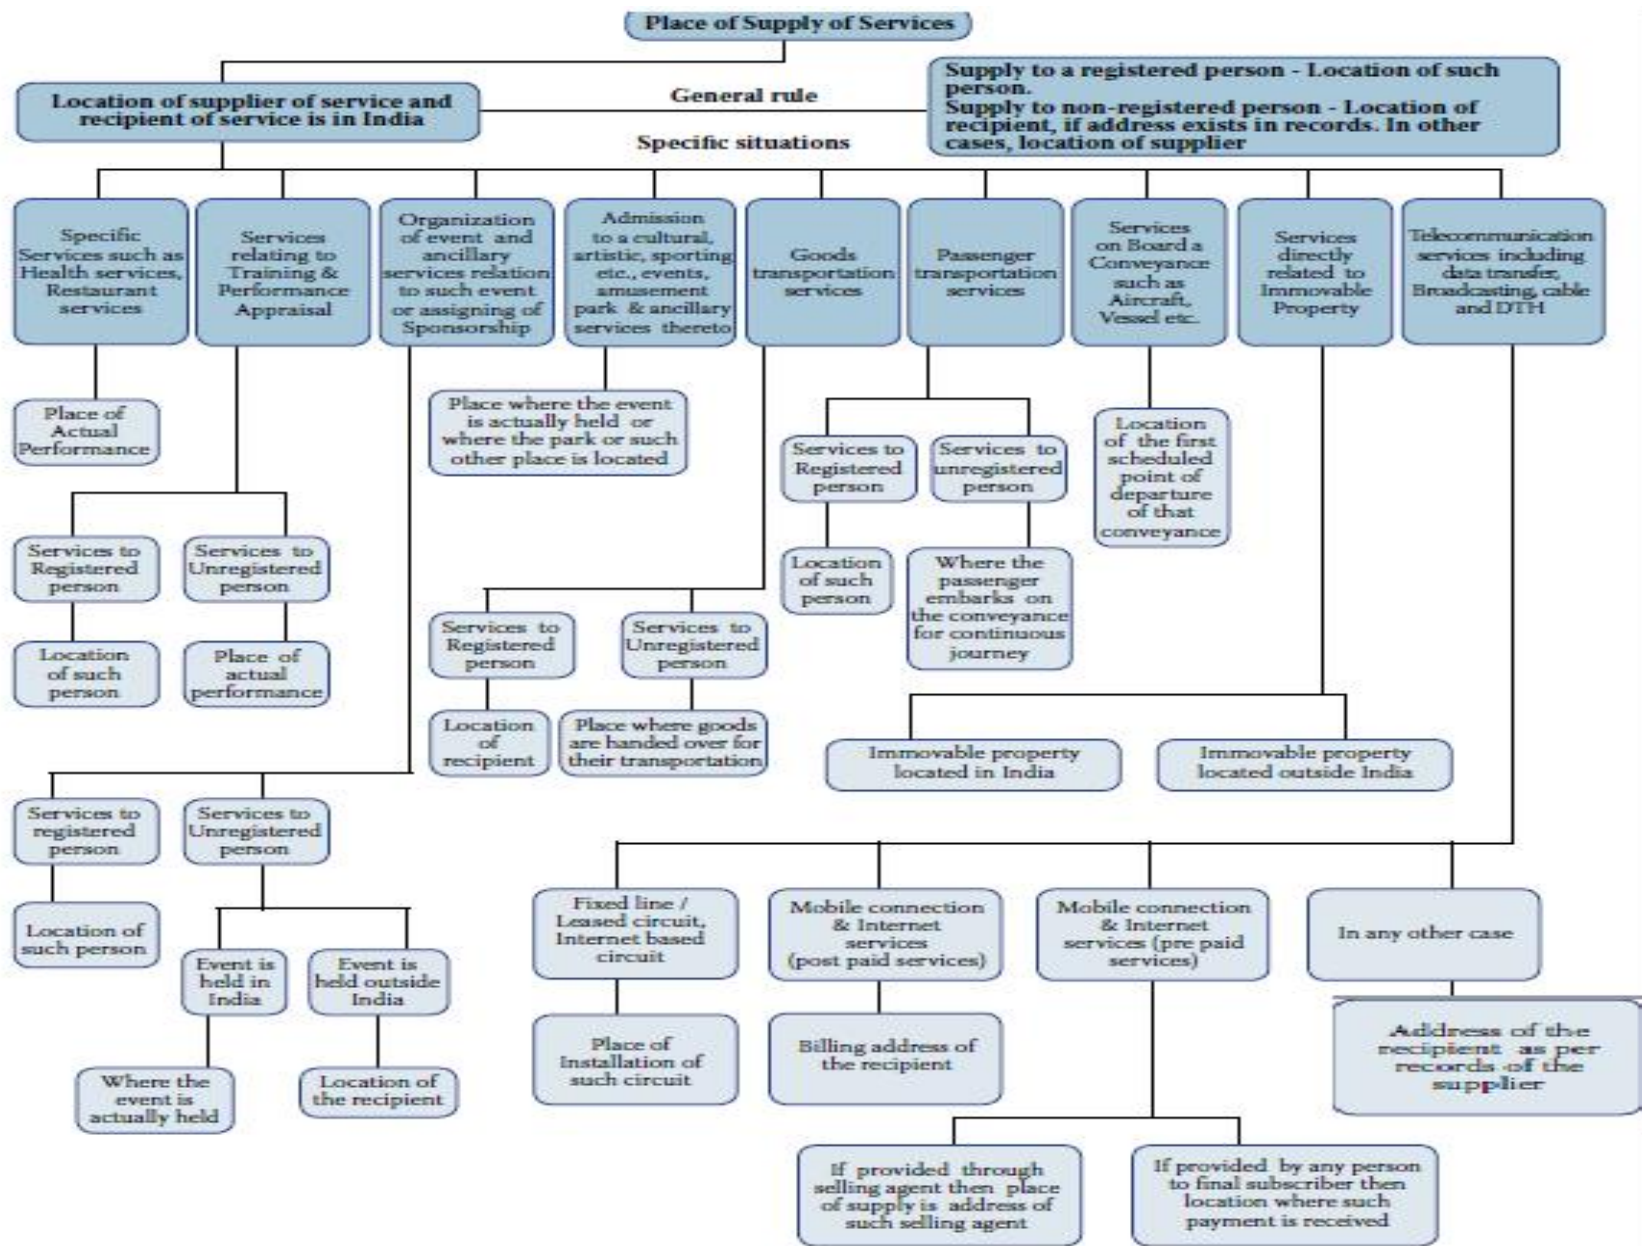 Place of Supply of Services
Location of supplier of service and
recipient of service is in India
General rule
Supply to a registered person - Location of such
person.
Supply to non-registered person - Location of
recipient, if address exists in records. In other
cases, location of supplier
Specific situations
Specific
Services such as
Health services,
Restaurant
services
Services
relating to
Training &
Performance
Appraisal
Organization
of event and
ancillary
services relation
to such event
or assigning of
Sponsorship
Admission
to a cultural,
artistic, sporting
etc., events,
amusement
park & ancillary
services thereto
Goods
transportation
services
Passenger
transportation
services
Services
on Board a
Conveyance
such as
Aircraft,
Vessel etc.
Services
directly
related to
Immovable
Property
Telecommunication
services including
data transfer,
Broadcasting, cable
and DTH
Place of
Actual
Performance
Place where the event
is actually held or
where the park or such
other place is located
Services to
Registered
person
Services to
unregistered
person
Location
of the first
scheduled
point of
departure
of that
conveyance
Services to
Registered
person
Services to
Unregistered
person
Location
of such
person
Where the
passenger
embarks on
the conveyance
for continuous
journey
Location
of such
person
Place of
actual
performance
Services to
Registered
person
Services to
Unregistered
person
Location
of
recipient
Place where goods
are handed over for
their transportation
Immovable property
located in India
Immovable property
located outside India
Services to
registered
person
Services to
Unregistered
person
Location of
such person
Event is
held in
India
Event is
held outside
India
Where the
event is
actually held
Location of
the recipient
Fixed line /
Leased circuit,
Internet based
circuit
Mobile connection
& Internet
services
(post paid services)
Mobile connection
& Internet
services (pre paid
services)
In any other case
Place of
Installation of
such circuit
Billing address of
the recipient
Address of the
recipient as per
records of the
supplier
If provided through
selling agent then place
of supply is address of
such selling agent
If provided by any person
to final subscriber then
location where such
payment is received